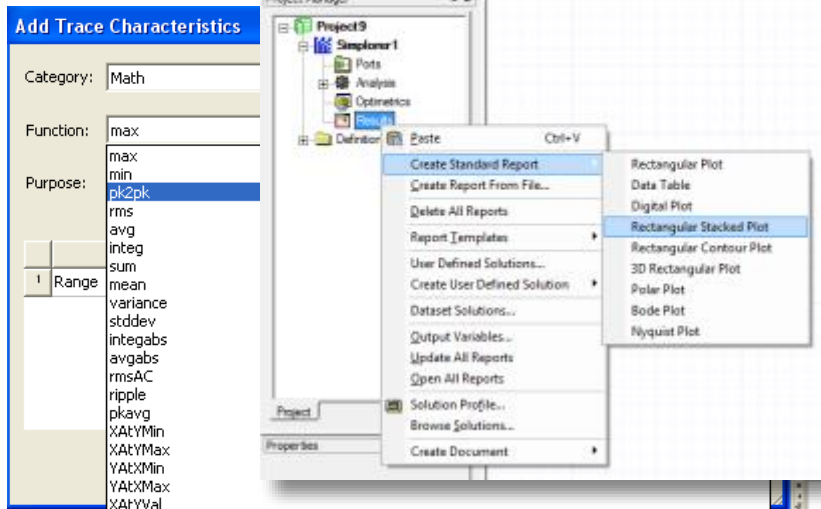 Add Trace Characteristics
Category: Math
Function: max
max
min
pk2pk
rms
avg
integ
sum
mean
variance
stddev
integabs
avgabs
rmsAC
ripple
pkavg
XAtYMin
XAtYMax
YAtXMin
YAtXMax
XAtYVal
Purpose:
1 Range
Project Manager
Project9
Simplorer1
Ports
Analysis
Optimetrics
Results
Definition
Project
Properties
Paste Ctrl+V
Create Standard Report
Create Report From File...
Delete All Reports
Report Templates
User Defined Solutions...
Create User Defined Solution
Dataset Solutions...
Output Variables...
Update All Reports
Open All Reports
Solution Profile...
Browse Solutions...
Create Document
Rectangular Plot
Data Table
Digital Plot
Rectangular Stacked Plot
Rectangular Contour Plot
3D Rectangular Plot
Polar Plot
Bode Plot
Nyquist Plot